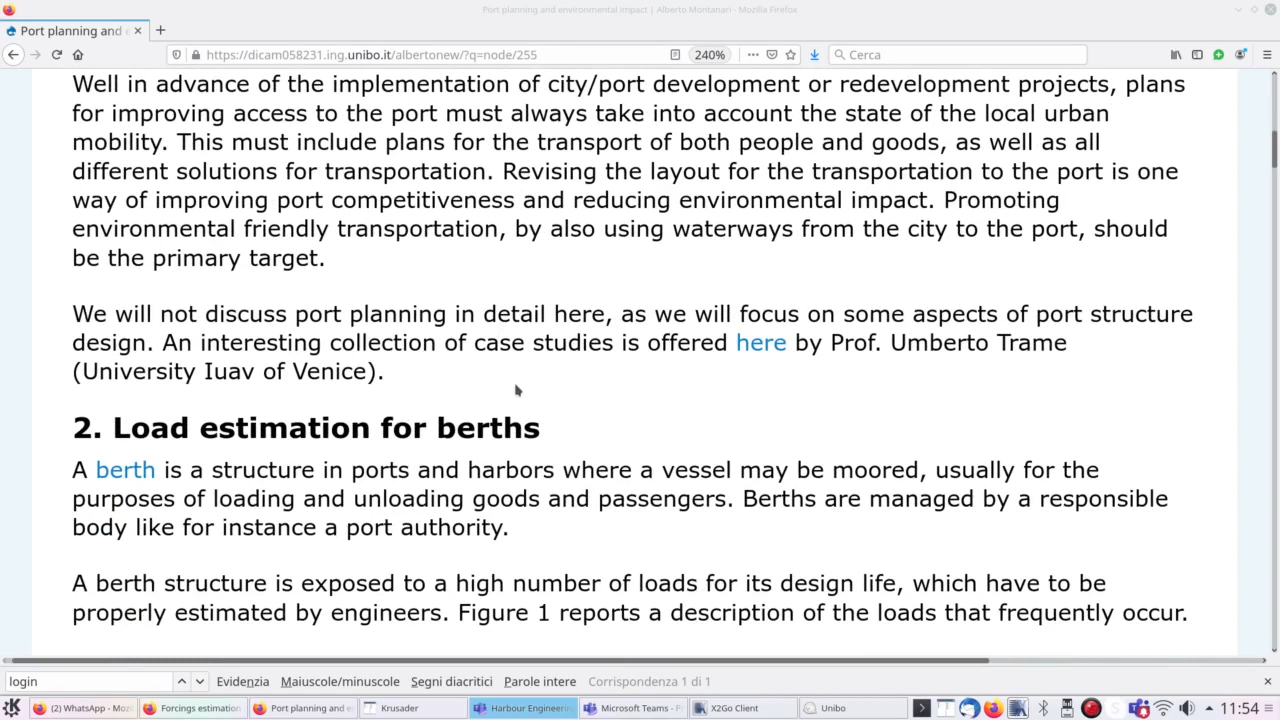 Port planning and environmental impact | Alberto Montanari - Mozilla Firefox
Port planning and e
https://dicam058231.ing.unibo.it/albertonew/?q=node/255
240%
Cerca
Well in advance of the implementation of city/port development or redevelopment projects, plans
for improving access to the port must always take into account the state of the local urban
mobility. This must include plans for the transport of both people and goods, as well as all
different solutions for transportation. Revising the layout for the transportation to the port is one
way of improving port competitiveness and reducing environmental impact. Promoting
environmental friendly transportation, by also using waterways from the city to the port, should
be the primary target.
We will not discuss port planning in detail here, as we will focus on some aspects of port structure
design. An interesting collection of case studies is offered here by Prof. Umberto Trame
(University Iuav of Venice).
2. Load estimation for berths
A berth is a structure in ports and harbors where a vessel may be moored, usually for the
purposes of loading and unloading goods and passengers. Berths are managed by a responsible
body like for instance a port authority.
A berth structure is exposed to a high number of loads for its design life, which have to be
properly estimated by engineers. Figure 1 reports a description of the loads that frequently occur.
login Evidenzia Maiuscole/minuscole Segni diacritici Parole intere Corrispondenza 1 di 1
(2) WhatsApp - Moz Forcings estimation Port planning and e Krusader Harbour Engineerin Microsoft Teams - P X2Go Client Unibo 11:54